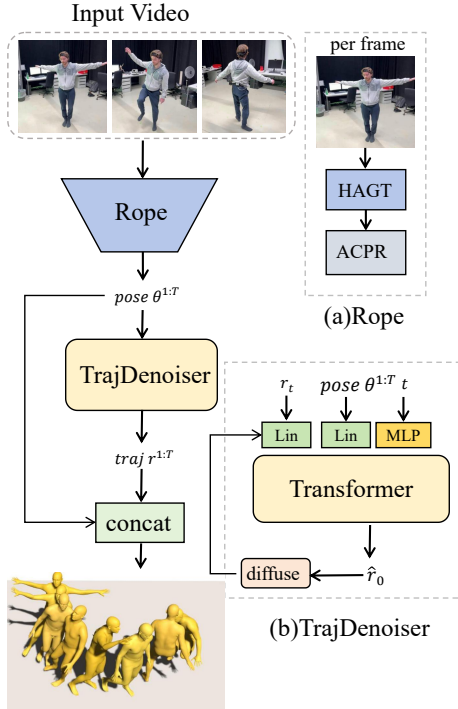 Input Video
per frame
Rope
HAGT
ACPR
(a)Rope
pose θ^{1:T}
TrajDenoiser
traj r^{1:T}
concat
r_t pose θ^{1:T} t
Lin Lin MLP
Transformer
diffuse r̂_0
(b)TrajDenoiser